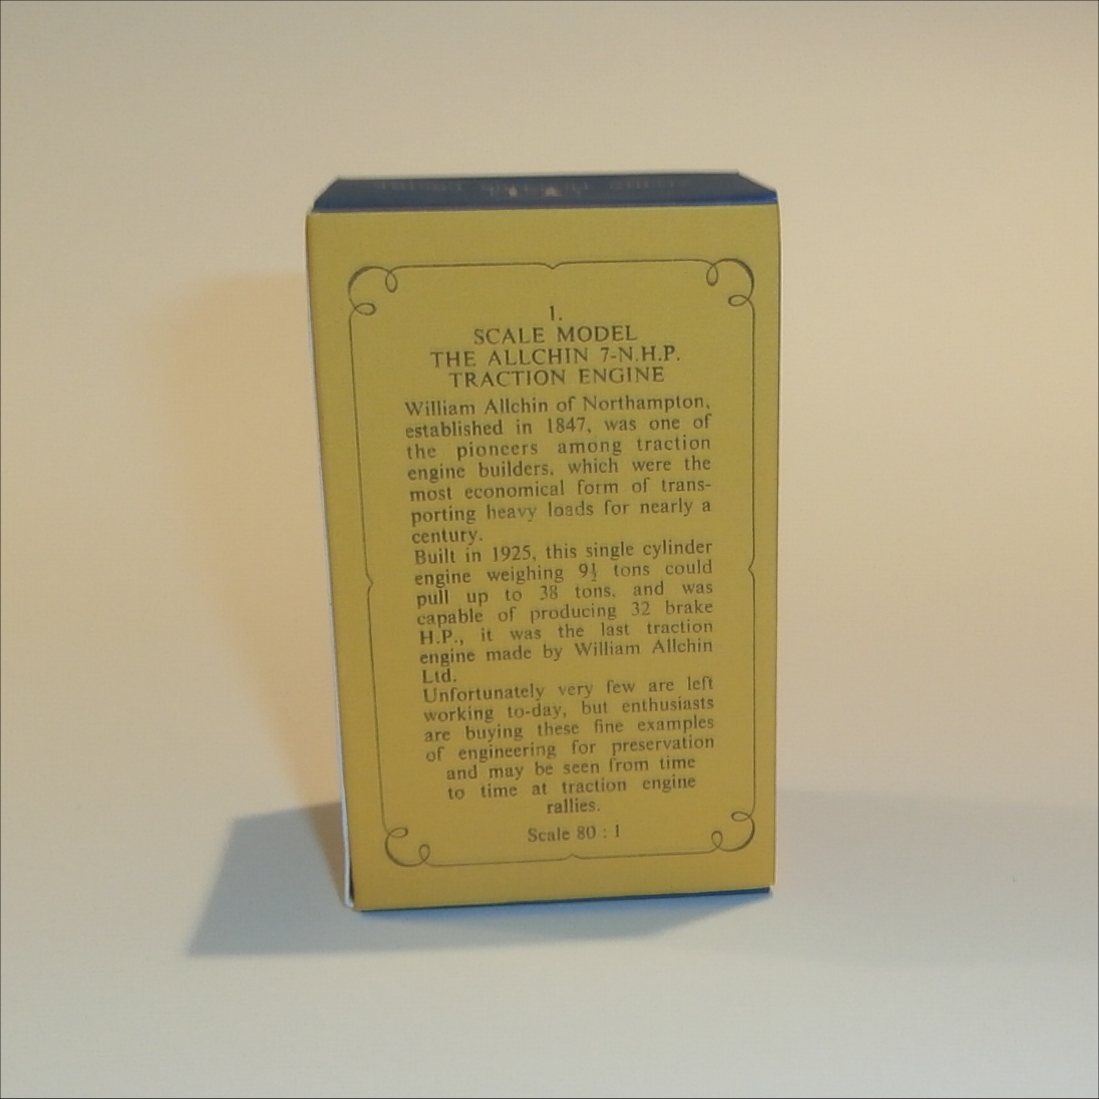 1.
SCALE MODEL
THE ALLCHIN 7-N.H.P.
TRACTION ENGINE
William Allchin of Northampton,
established in 1847, was one of
the pioneers among traction
engine builders, which were the
most economical form of trans-
porting heavy loads for nearly a
century.
Built in 1925, this single cylinder
engine weighing 9½ tons could
pull up to 38 tons, and was
capable of producing 32 brake
H.P., it was the last traction
engine made by William Allchin
Ltd.
Unfortunately very few are left
working to-day, but enthusiasts
are buying these fine examples
of engineering for preservation
and may be seen from time
to time at traction engine
rallies.
Scale 80 : 1